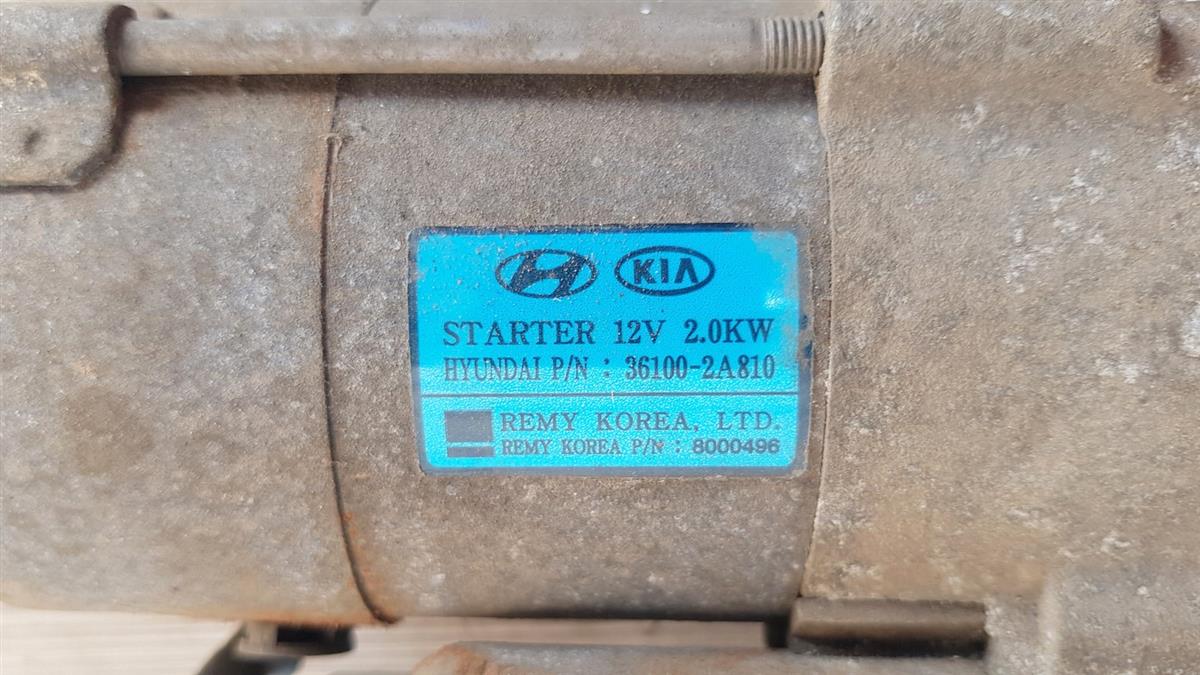 KIA
STARTER 12V 2.0KW
HYUNDAI P/N : 36100-2A810
REMY KOREA, LTD.
REMY KOREA P/N : 8000496